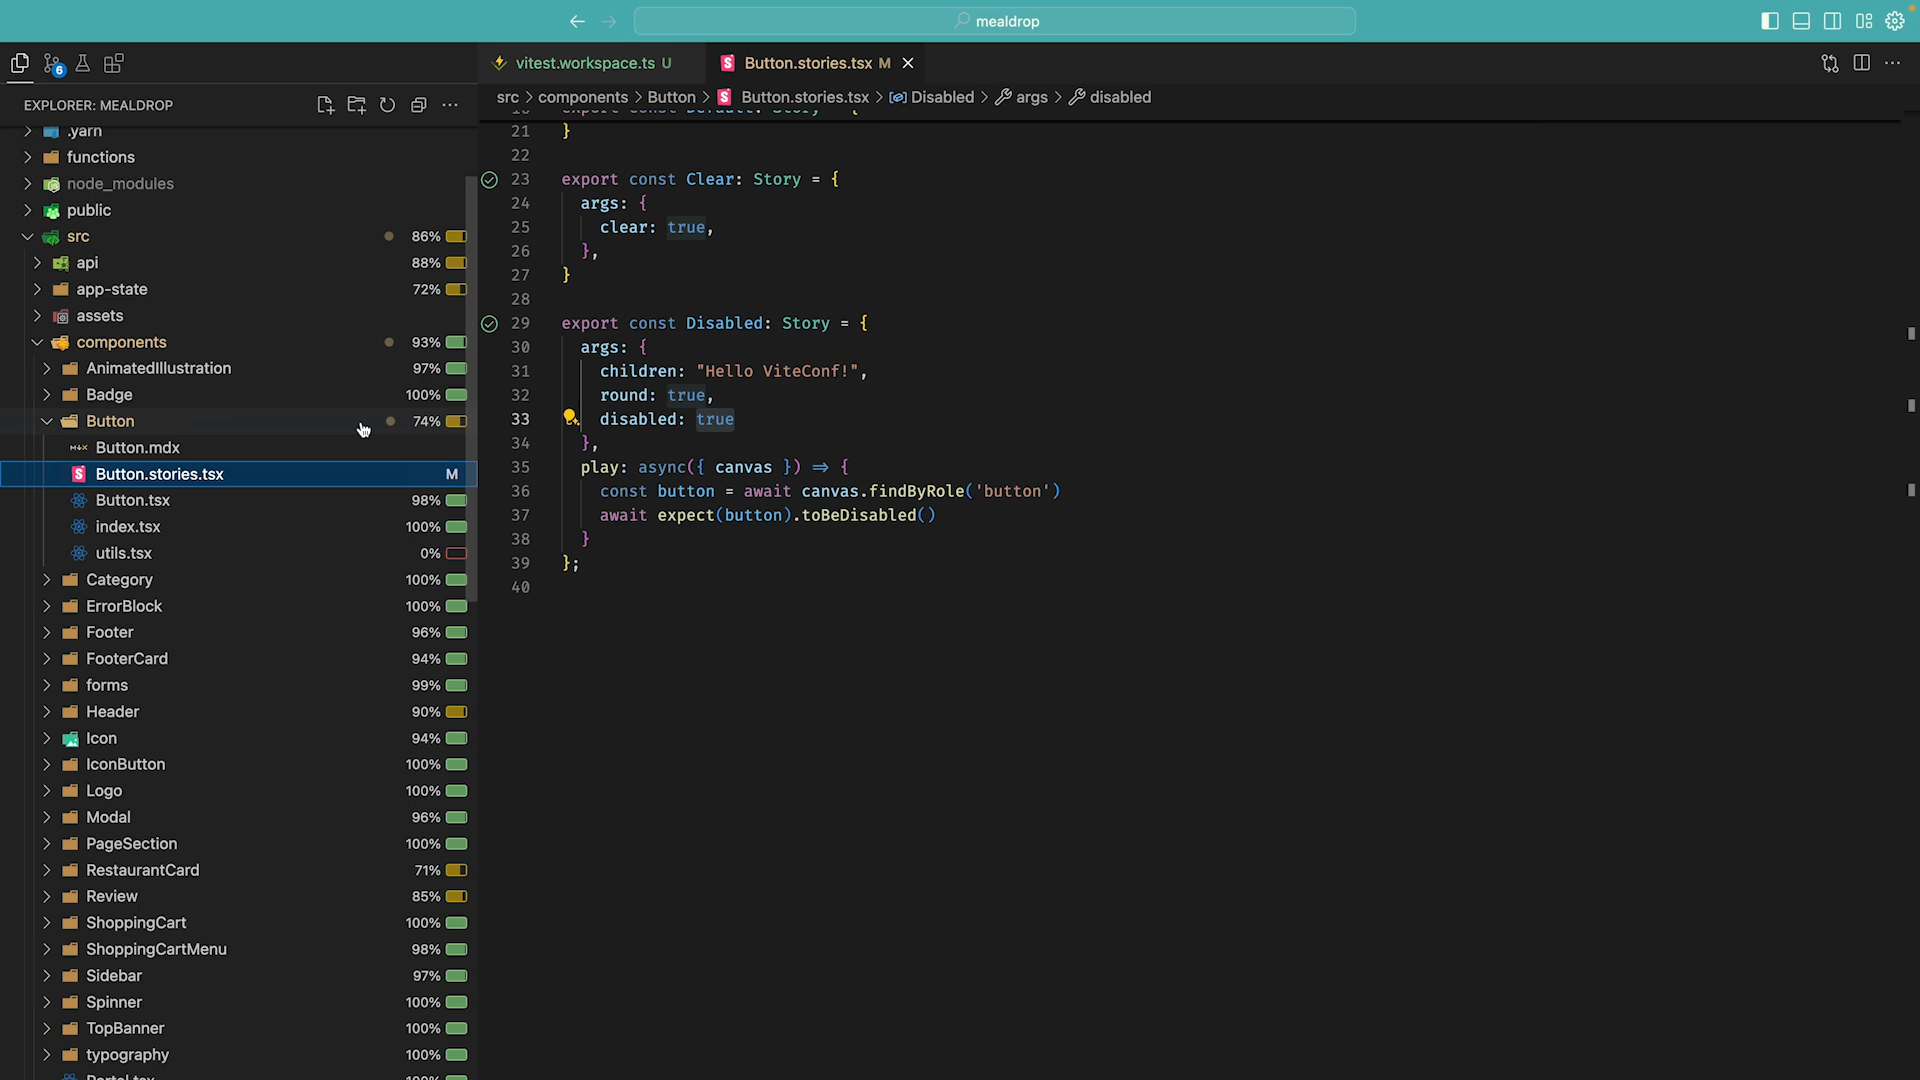 mealdrop
6
vitest.workspace.ts U
Button.stories.tsx M
EXPLORER: MEALDROP
src > components > Button > Button.stories.tsx > Disabled > args > disabled
.yarn
functions
node_modules
public
src 86%
api 88%
app-state 72%
assets
components 93%
AnimatedIllustration 97%
Badge 100%
Button 74%
Button.mdx
Button.stories.tsx M
Button.tsx 98%
index.tsx 100%
utils.tsx 0%
Category 100%
ErrorBlock 100%
Footer 96%
FooterCard 94%
forms 99%
Header 90%
Icon 94%
IconButton 100%
Logo 100%
Modal 96%
PageSection 100%
RestaurantCard 71%
Review 85%
ShoppingCart 100%
ShoppingCartMenu 98%
Sidebar 97%
Spinner 100%
TopBanner 100%
typography 100%
21 }
22
23 export const Clear: Story = {
24 args: {
25 clear: true,
26 },
27 }
28
29 export const Disabled: Story = {
30 args: {
31 children: "Hello ViteConf!",
32 round: true,
33 disabled: true
34 },
35 play: async({ canvas }) => {
36 const button = await canvas.findByRole('button')
37 await expect(button).toBeDisabled()
38 }
39 };
40